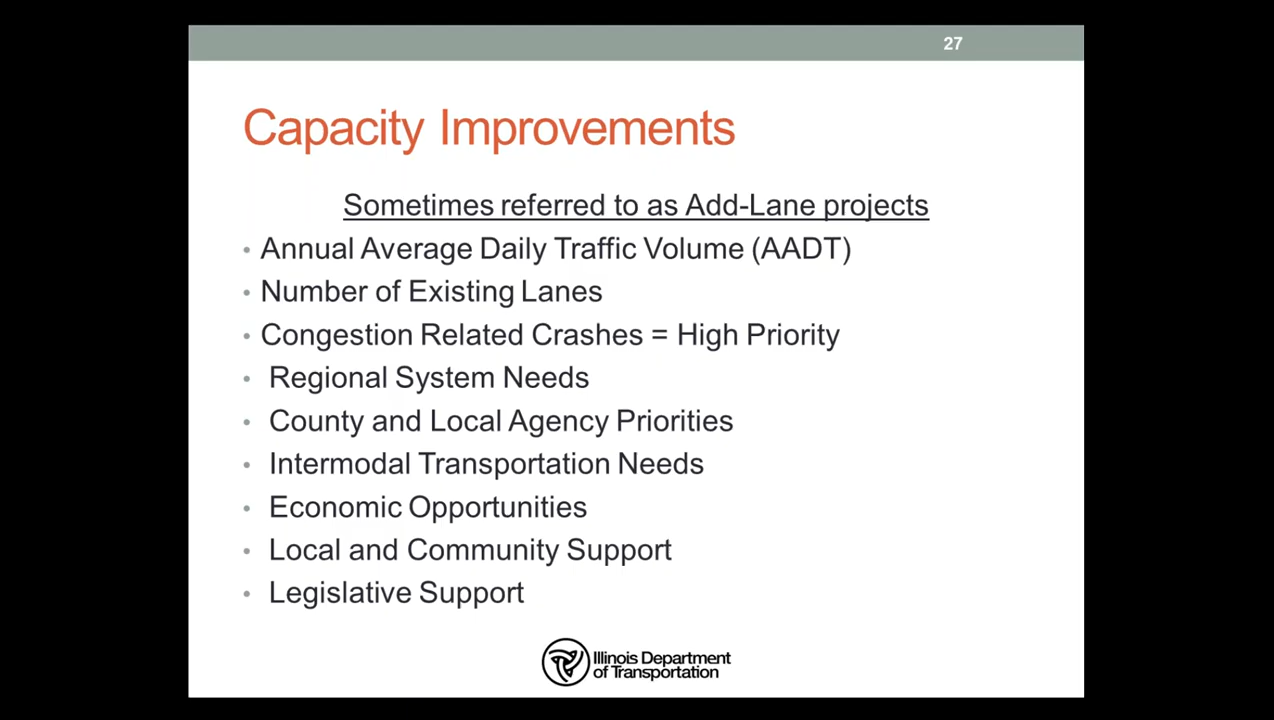 27
Capacity Improvements
Sometimes referred to as Add-Lane projects
• Annual Average Daily Traffic Volume (AADT)
• Number of Existing Lanes
• Congestion Related Crashes = High Priority
• Regional System Needs
• County and Local Agency Priorities
• Intermodal Transportation Needs
• Economic Opportunities
• Local and Community Support
• Legislative Support
Illinois Department
of Transportation